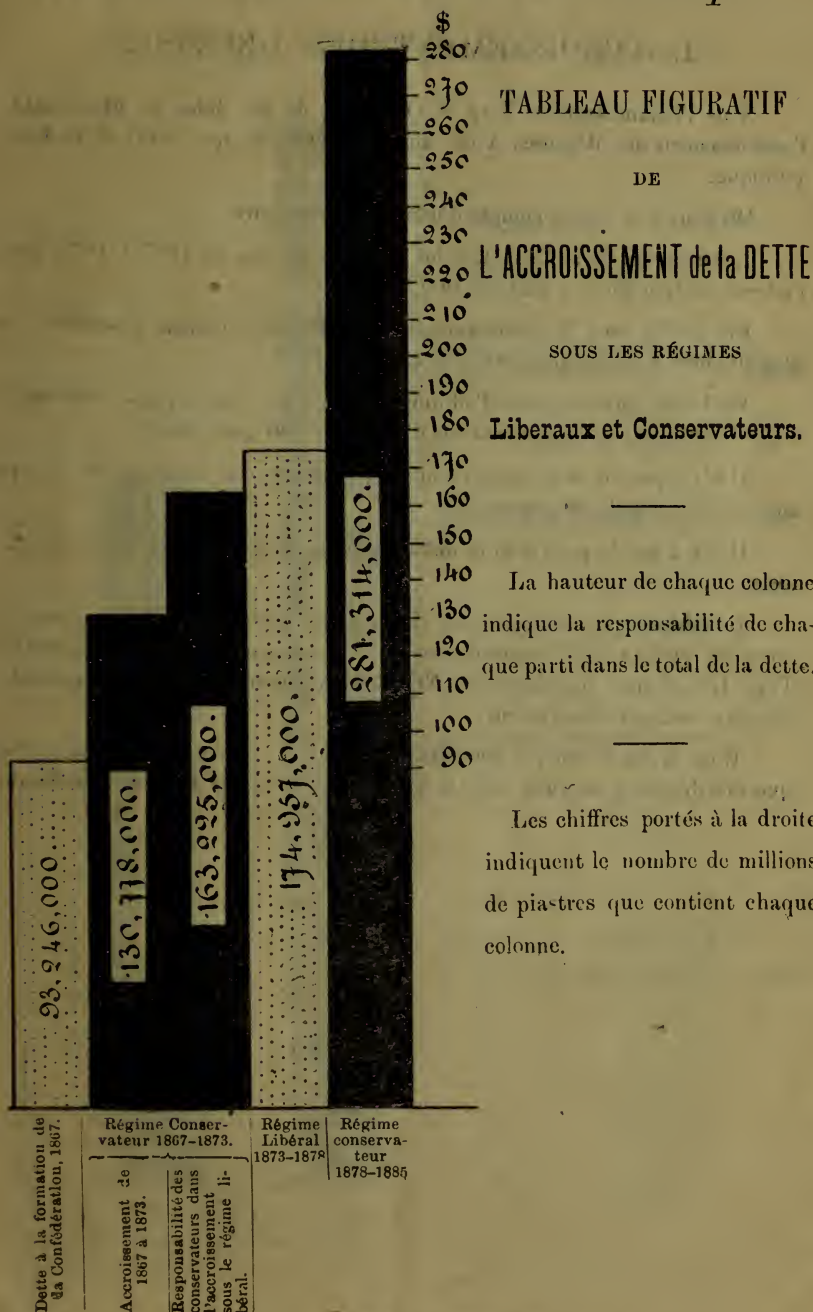 $
280
270
260
250
240
230
220
210
200
190
180
170
160
150
140
130
120
110
100
90
TABLEAU FIGURATIF
DE
L'ACCROISSEMENT de la DETTE
SOUS LES RÉGIMES
Liberaux et Conservateurs.
La hauteur de chaque colonne
indique la responsabilité de cha-
que parti dans le total de la dette.
Les chiffres portés à la droite
indiquent le nombre de millions
de piastres que contient chaque
colonne.
93,246,000.
130,778,000.
163,225,000.
174,957,000.
281,314,000.
Dette à la formation de
la Confédération, 1867.
Régime Conser-
vateur 1867-1873.
Accroissement de
1867 à 1873.
Responsabilité des
conservateurs dans
l'accroissement
sous le régime li-
béral.
Régime
Libéral
1873-1878
Régime
conserva-
teur
1878-1885